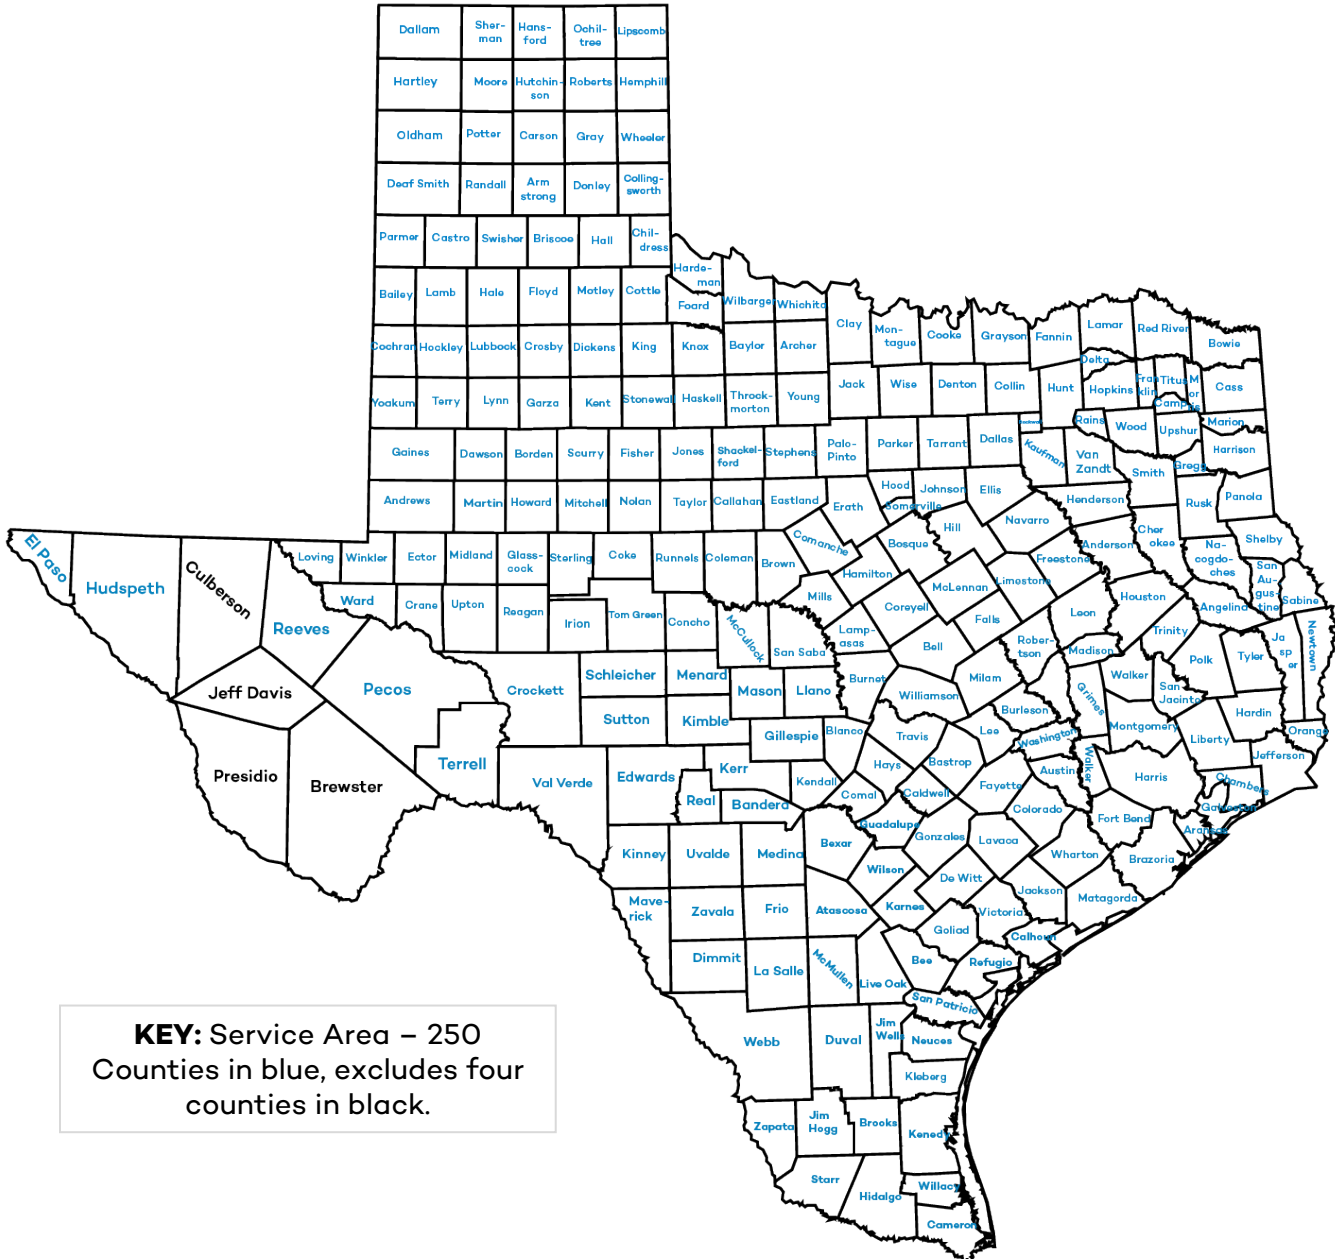 Dallam
Sher-
man
Hans-
ford
Ochil-
tree
Lipscomb
Hartley
Moore
Hutchin-
son
Roberts
Hemphill
Oldham
Potter
Carson
Gray
Wheeler
Deaf Smith
Randall
Arm
strong
Donley
Colling-
sworth
Parmer
Castro
Swisher
Briscoe
Hall
Chil-
dress
Harde-
man
Bailey
Lamb
Hale
Floyd
Motley
Cottle
Foard
Wilbarger
Whichita
Clay
Mon-
tague
Cooke
Grayson
Fannin
Lamar
Red River
Bowie
Cochran
Hockley
Lubbock
Crosby
Dickens
King
Knox
Baylor
Archer
Delta
Yoakum
Terry
Lynn
Garza
Kent
Stonewall
Haskell
Throck-
morton
Young
Jack
Wise
Denton
Collin
Hunt
Hopkins
Fran
klin
Titus
M
or
ris
Camp
Cass
Gaines
Dawson
Borden
Scurry
Fisher
Jones
Shackel-
ford
Stephens
Palo-
Pinto
Parker
Tarrant
Dallas
Kaufman
Rains
Wood
Upshur
Marion
Van
Zandt
Smith
Gregg
Harrison
Andrews
Martin
Howard
Mitchell
Nolan
Taylor
Callahan
Eastland
Erath
Hood
Somerville
Johnson
Ellis
Henderson
Rusk
Panola
El Paso
Hudspeth
Culberson
Reeves
Loving
Winkler
Ector
Midland
Glass-
cock
Sterling
Coke
Runnels
Coleman
Brown
Comanche
Bosque
Hill
Navarro
Anderson
Cher
okee
Na-
cogdo-
ches
Shelby
Ward
Crane
Upton
Reagan
Irion
Tom Green
Concho
McCullock
San Saba
Mills
Hamilton
Coreyell
McLennan
Limestone
Freestone
Leon
Houston
Angelina
San
Au-
gus-
tine
Sabine
Lamp-
asas
Bell
Falls
Rober-
tson
Madison
Trinity
Polk
Tyler
Ja
sp
er
Newtown
Jeff Davis
Pecos
Crockett
Schleicher
Menard
Mason
Llano
Burnet
Williamson
Milam
Burleson
Grimes
Walker
San
Jacinto
Hardin
Orange
Presidio
Brewster
Terrell
Val Verde
Sutton
Kimble
Gillespie
Blanco
Travis
Lee
Washington
Montgomery
Liberty
Jefferson
Edwards
Kerr
Real
Bandera
Kendall
Hays
Comal
Caldwell
Bastrop
Fayette
Austin
Walker
Harris
Chambers
Galveston
Kinney
Uvalde
Medina
Bexar
Guadalupe
Gonzales
Lavaca
Colorado
Fort Bend
Aransas
Brazoria
Wharton
Mave-
rick
Zavala
Frio
Atascosa
Wilson
Karnes
De Witt
Jackson
Matagorda
Victoria
Goliad
Calhoun
Dimmit
La Salle
McMullen
Live Oak
Bee
Refugio
San Patricio
Webb
Duval
Jim
Wells
Neuces
Kleberg
Zapata
Jim
Hogg
Brooks
Kenedy
Starr
Hidalgo
Willacy
Cameron
KEY: Service Area – 250
Counties in blue, excludes four
counties in black.